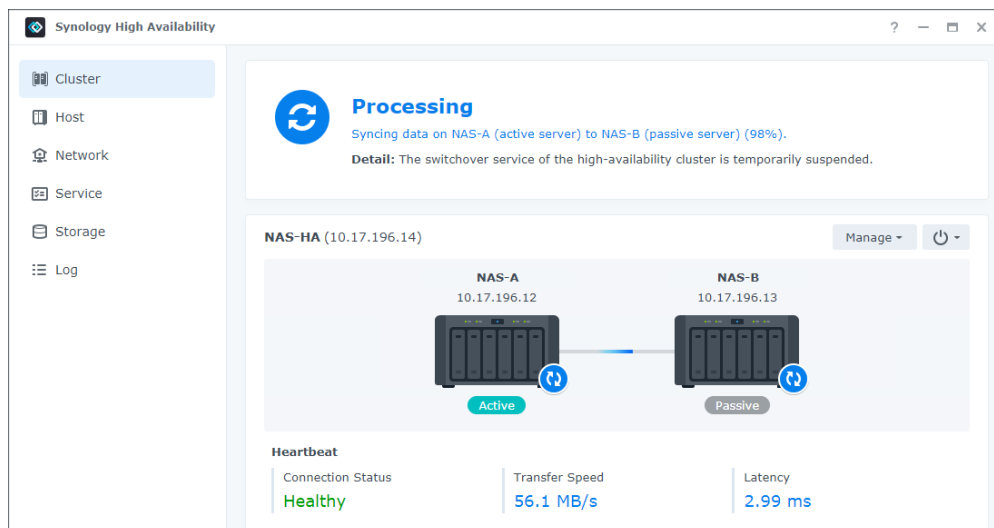 Synology High Availability
?
Cluster
Host
Network
Service
Storage
Log
Processing
Syncing data on NAS-A (active server) to NAS-B (passive server) (98%).
Detail: The switchover service of the high-availability cluster is temporarily suspended.
NAS-HA (10.17.196.14)
Manage
NAS-A
10.17.196.12
NAS-B
10.17.196.13
Active
Passive
Heartbeat
Connection Status
Healthy
Transfer Speed
56.1 MB/s
Latency
2.99 ms